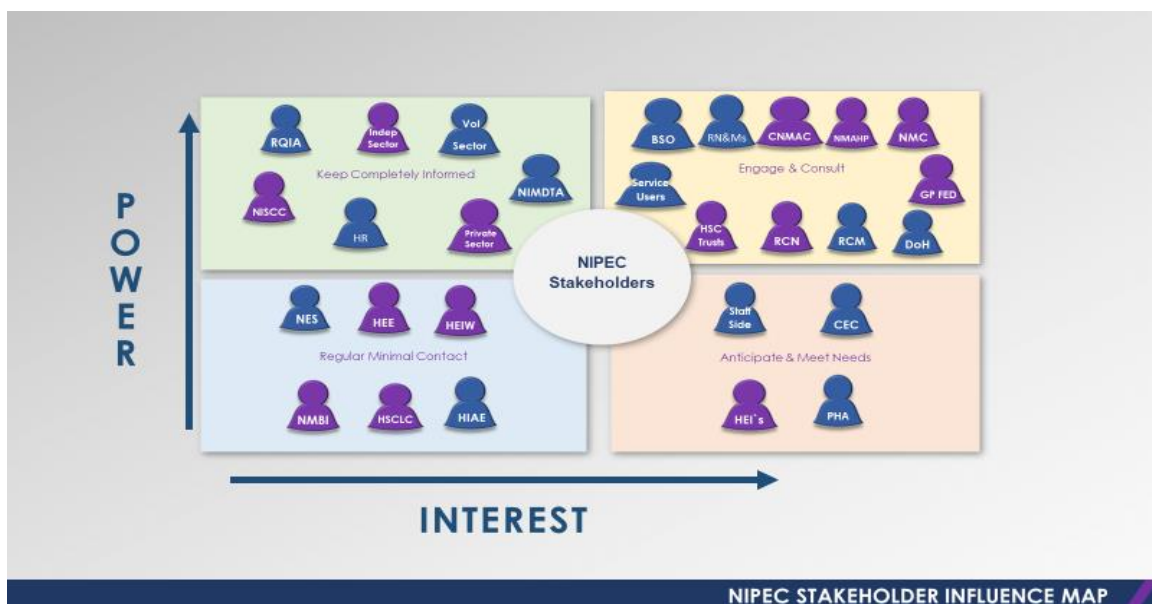 POWER
RQIA
Indep
Sector
Vol
Sector
Keep Completely Informed
NIMDTA
NISCC
HR
Private
Sector
BSO
RN&Ms
CNMAC
NMAHP
NMC
Engage & Consult
Service
Users
GP FED
HSC
Trusts
RCN
RCM
DoH
NIPEC
Stakeholders
NES
HEE
HEIW
Regular Minimal Contact
NMBI
HSCLC
HIAE
Staff
Side
CEC
Anticipate & Meet Needs
HEI`s
PHA
INTEREST
NIPEC STAKEHOLDER INFLUENCE MAP